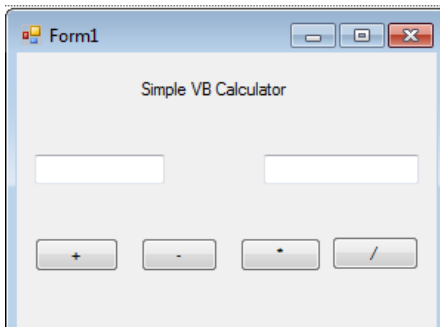 Form1
Simple VB Calculator
+ - * /